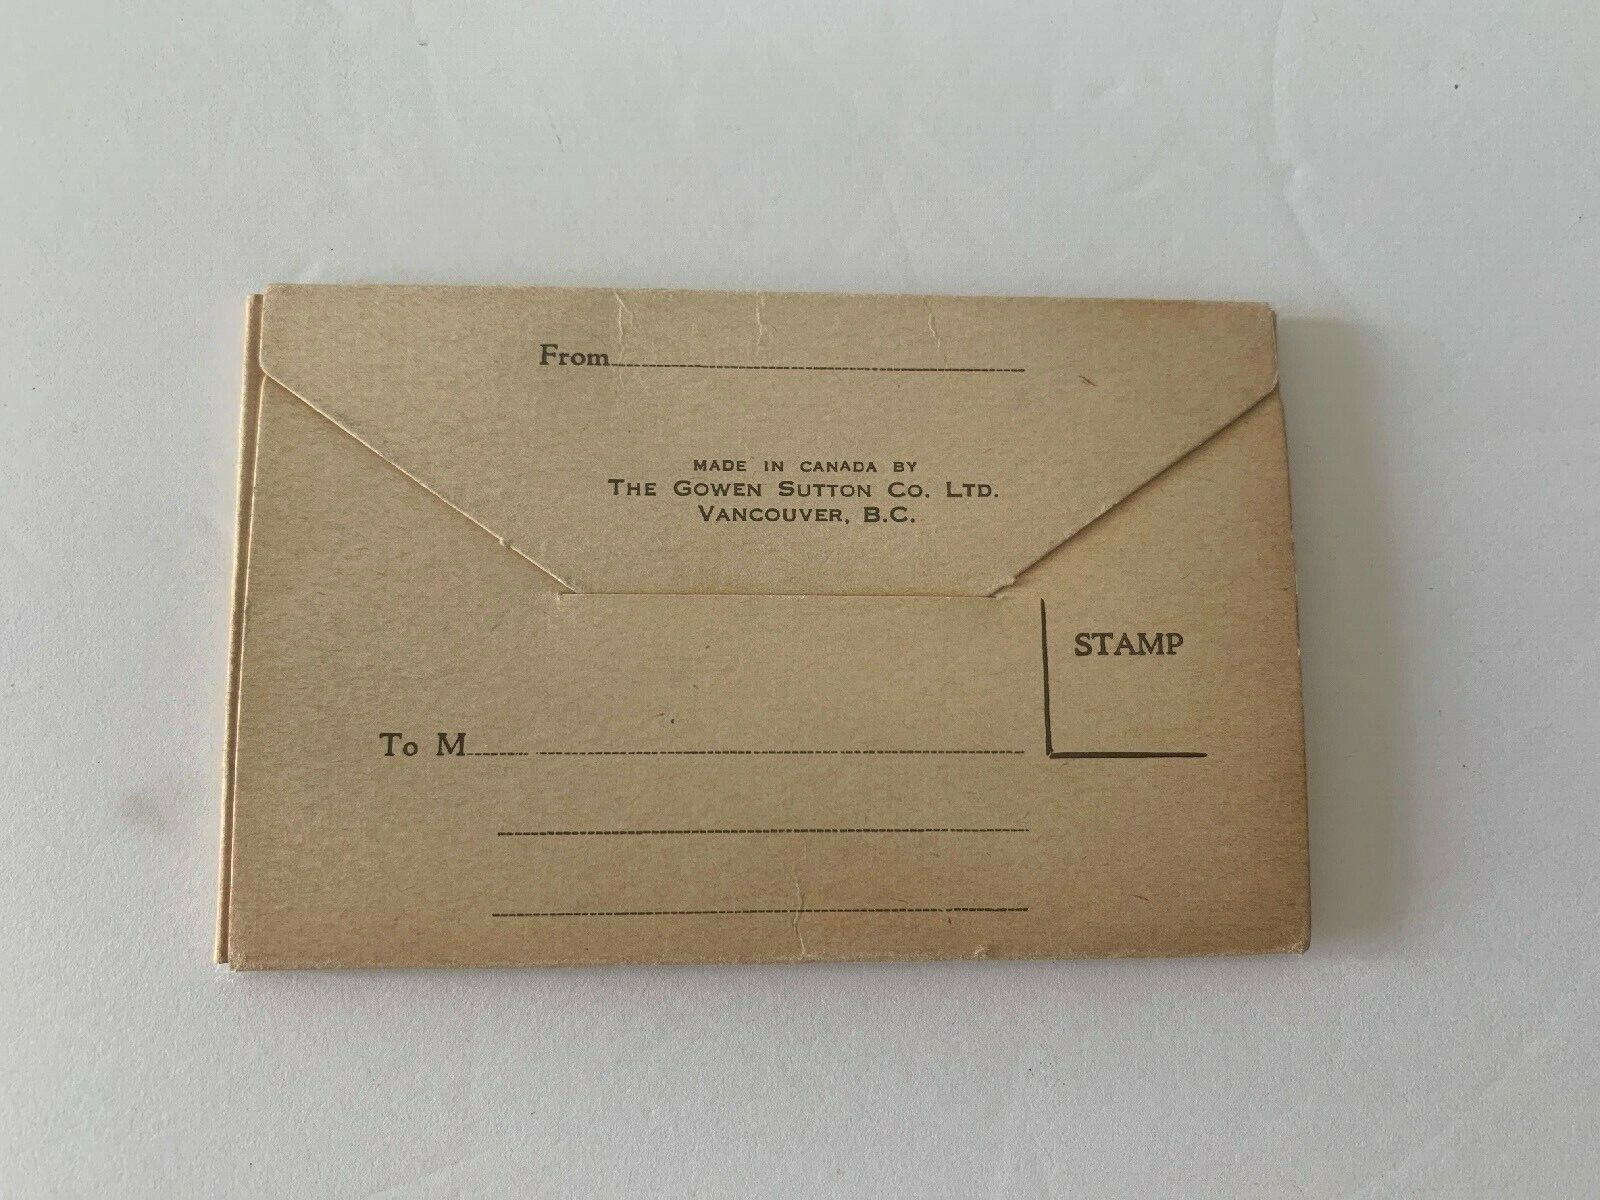 From
MADE IN CANADA BY
THE GOWEN SUTTON CO. LTD.
VANCOUVER, B.C.
STAMP
To M